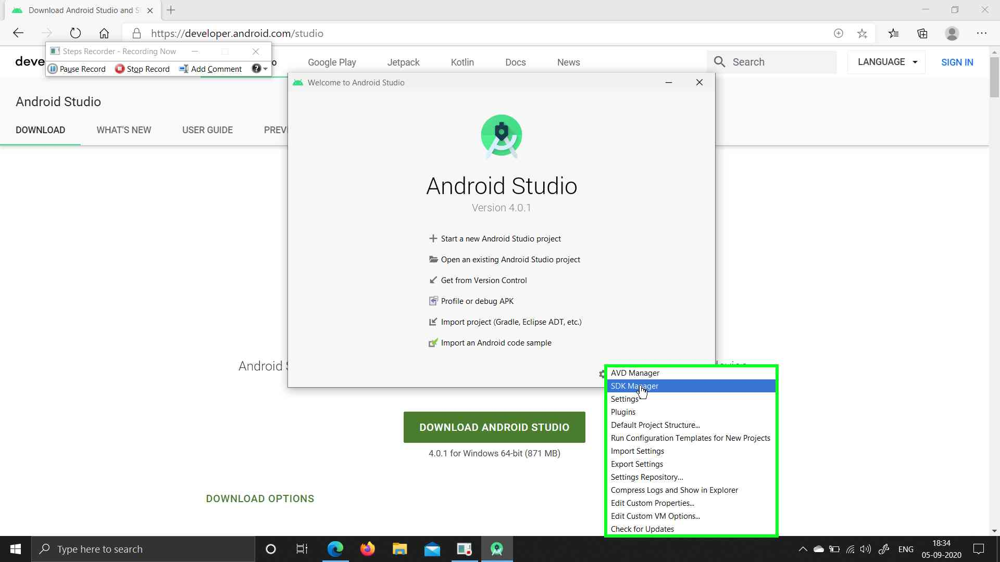 Download Android Studio and S
https://developer.android.com/studio
Steps Recorder - Recording Now
Pause Record Stop Record Add Comment
deve
o
Google Play Jetpack Kotlin Docs News Search LANGUAGE SIGN IN
Welcome to Android Studio
Android Studio
DOWNLOAD WHAT'S NEW USER GUIDE PREVI
Android Studio
Version 4.0.1
Start a new Android Studio project
Open an existing Android Studio project
Get from Version Control
Profile or debug APK
Import project (Gradle, Eclipse ADT, etc.)
Import an Android code sample
Android S
AVD Manager
SDK Manager
Settings
Plugins
Default Project Structure...
Run Configuration Templates for New Projects
Import Settings
Export Settings
Settings Repository...
Compress Logs and Show in Explorer
Edit Custom Properties...
Edit Custom VM Options...
Check for Updates
DOWNLOAD ANDROID STUDIO
4.0.1 for Windows 64-bit (871 MB)
DOWNLOAD OPTIONS
Type here to search
ENG
18:34
05-09-2020